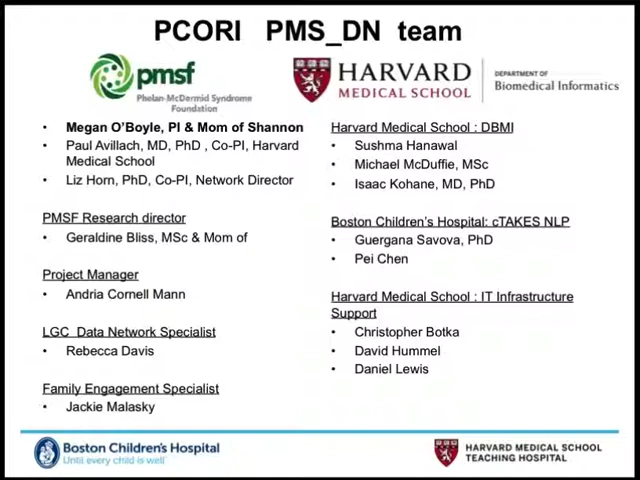 PCORI PMS_DN team
pmsf
Phelan-McDermid Syndrome
Foundation
HARVARD
MEDICAL SCHOOL
DEPARTMENT OF
Biomedical Informatics
• Megan O'Boyle, PI & Mom of Shannon
• Paul Avillach, MD, PhD , Co-PI, Harvard
Medical School
• Liz Horn, PhD, Co-PI, Network Director
PMSF Research director
• Geraldine Bliss, MSc & Mom of
Project Manager
• Andria Cornell Mann
LGC Data Network Specialist
• Rebecca Davis
Family Engagement Specialist
• Jackie Malasky
Harvard Medical School : DBMI
• Sushma Hanawal
• Michael McDuffie, MSc
• Isaac Kohane, MD, PhD
Boston Children's Hospital: cTAKES NLP
• Guergana Savova, PhD
• Pei Chen
Harvard Medical School : IT Infrastructure
Support
• Christopher Botka
• David Hummel
• Daniel Lewis
Boston Children's Hospital
Until every child is well
HARVARD MEDICAL SCHOOL
TEACHING HOSPITAL